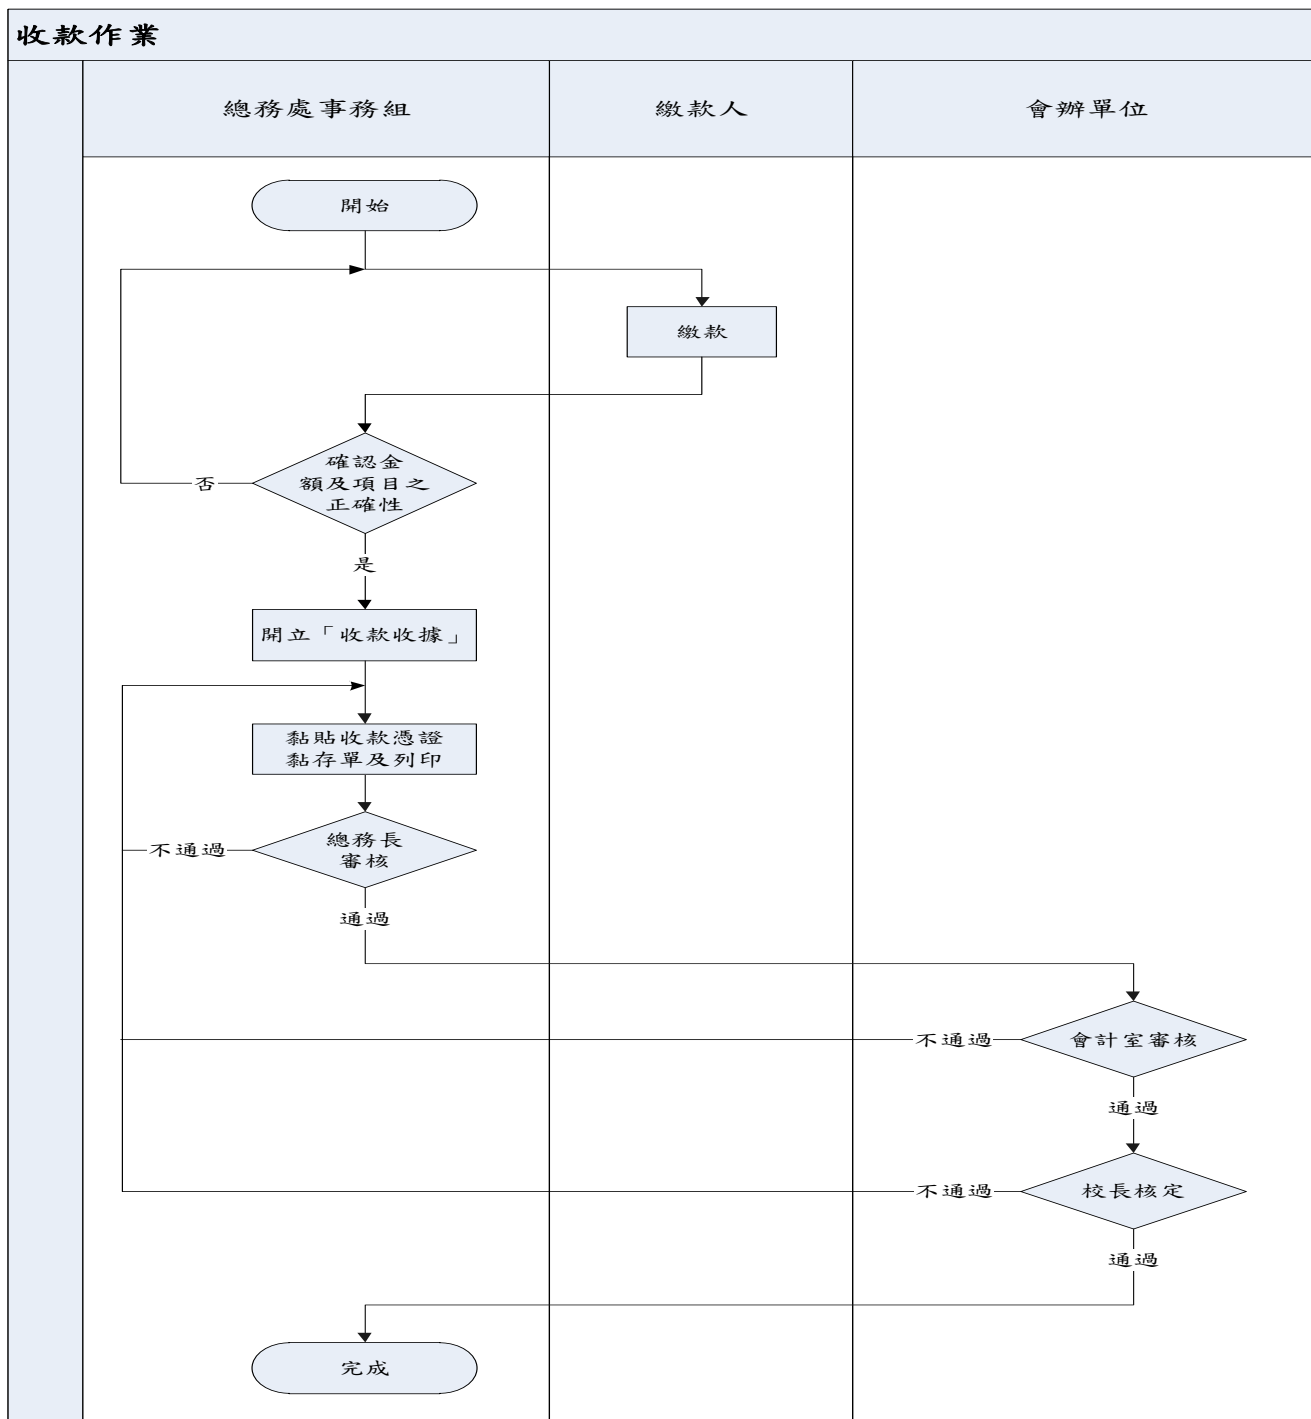 收款作業
總務處事務組
繳款人
會辦單位
開始
繳款
確認金
額及項目之
正確性
否
是
開立「收款收據」
黏貼收款憑證
黏存單及列印
總務長
審核
不通過
通過
會計室審核
不通過
通過
校長核定
不通過
通過
完成